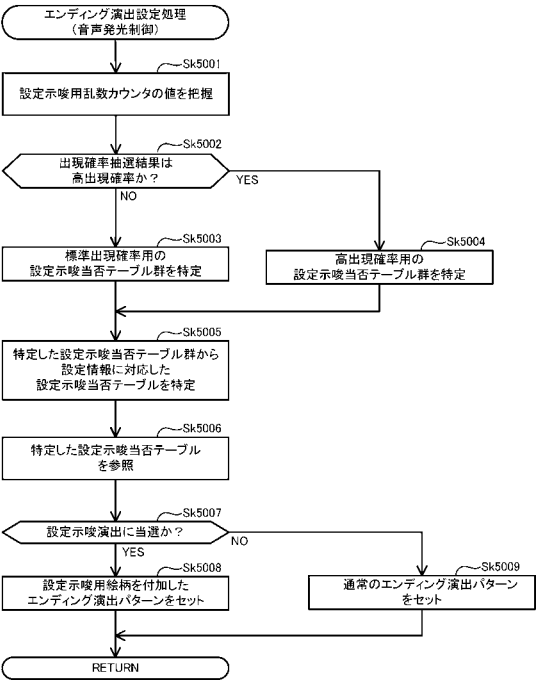 エンディング演出設定処理
（音声発光制御）
Sk5001
設定示唆用乱数カウンタの値を把握
Sk5002
出現確率抽選結果は
高出現確率か？
YES
NO
Sk5003
標準出現確率用の
設定示唆当否テーブル群を特定
Sk5004
高出現確率用の
設定示唆当否テーブル群を特定
Sk5005
特定した設定示唆当否テーブル群から
設定情報に対応した
設定示唆当否テーブルを特定
Sk5006
特定した設定示唆当否テーブル
を参照
Sk5007
設定示唆演出に当選か？
NO
YES
Sk5008
設定示唆用絵柄を付加した
エンディング演出パターンをセット
Sk5009
通常のエンディング演出パターン
をセット
RETURN